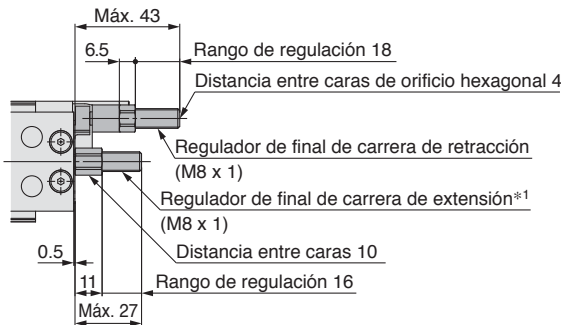 Máx. 43
6.5
Rango de regulación 18
Distancia entre caras de orificio hexagonal 4
Regulador de final de carrera de retracción
(M8 x 1)
Regulador de final de carrera de extensión*1
(M8 x 1)
Distancia entre caras 10
0.5
11
Rango de regulación 16
Máx. 27